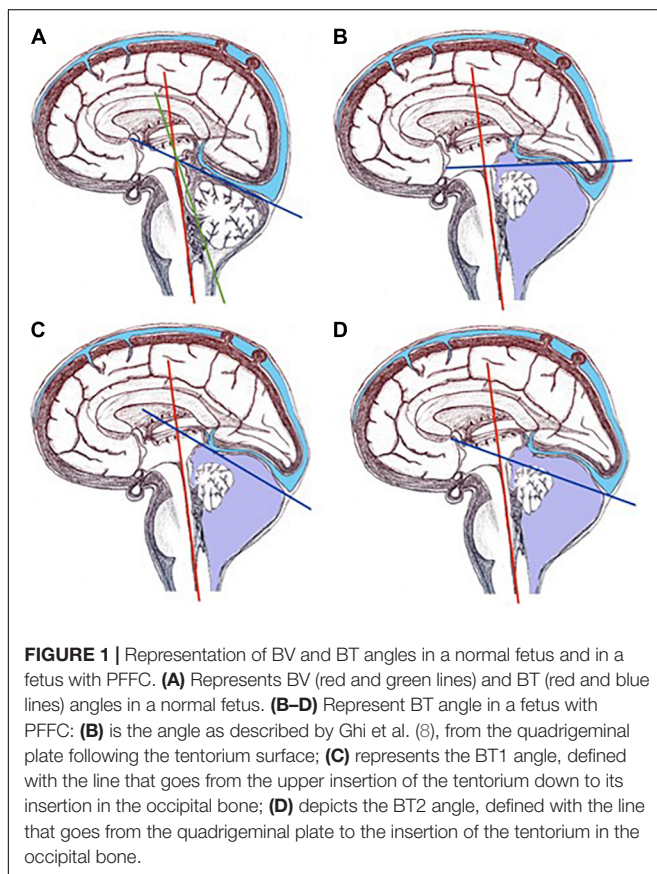 A
B
C
D
FIGURE 1 | Representation of BV and BT angles in a normal fetus and in a
fetus with PFFC. (A) Represents BV (red and green lines) and BT (red and blue
lines) angles in a normal fetus. (B–D) Represent BT angle in a fetus with
PFFC: (B) is the angle as described by Ghi et al. (8), from the quadrigeminal
plate following the tentorium surface; (C) represents the BT1 angle, defined
with the line that goes from the upper insertion of the tentorium down to its
insertion in the occipital bone; (D) depicts the BT2 angle, defined with the line
that goes from the quadrigeminal plate to the insertion of the tentorium in the
occipital bone.